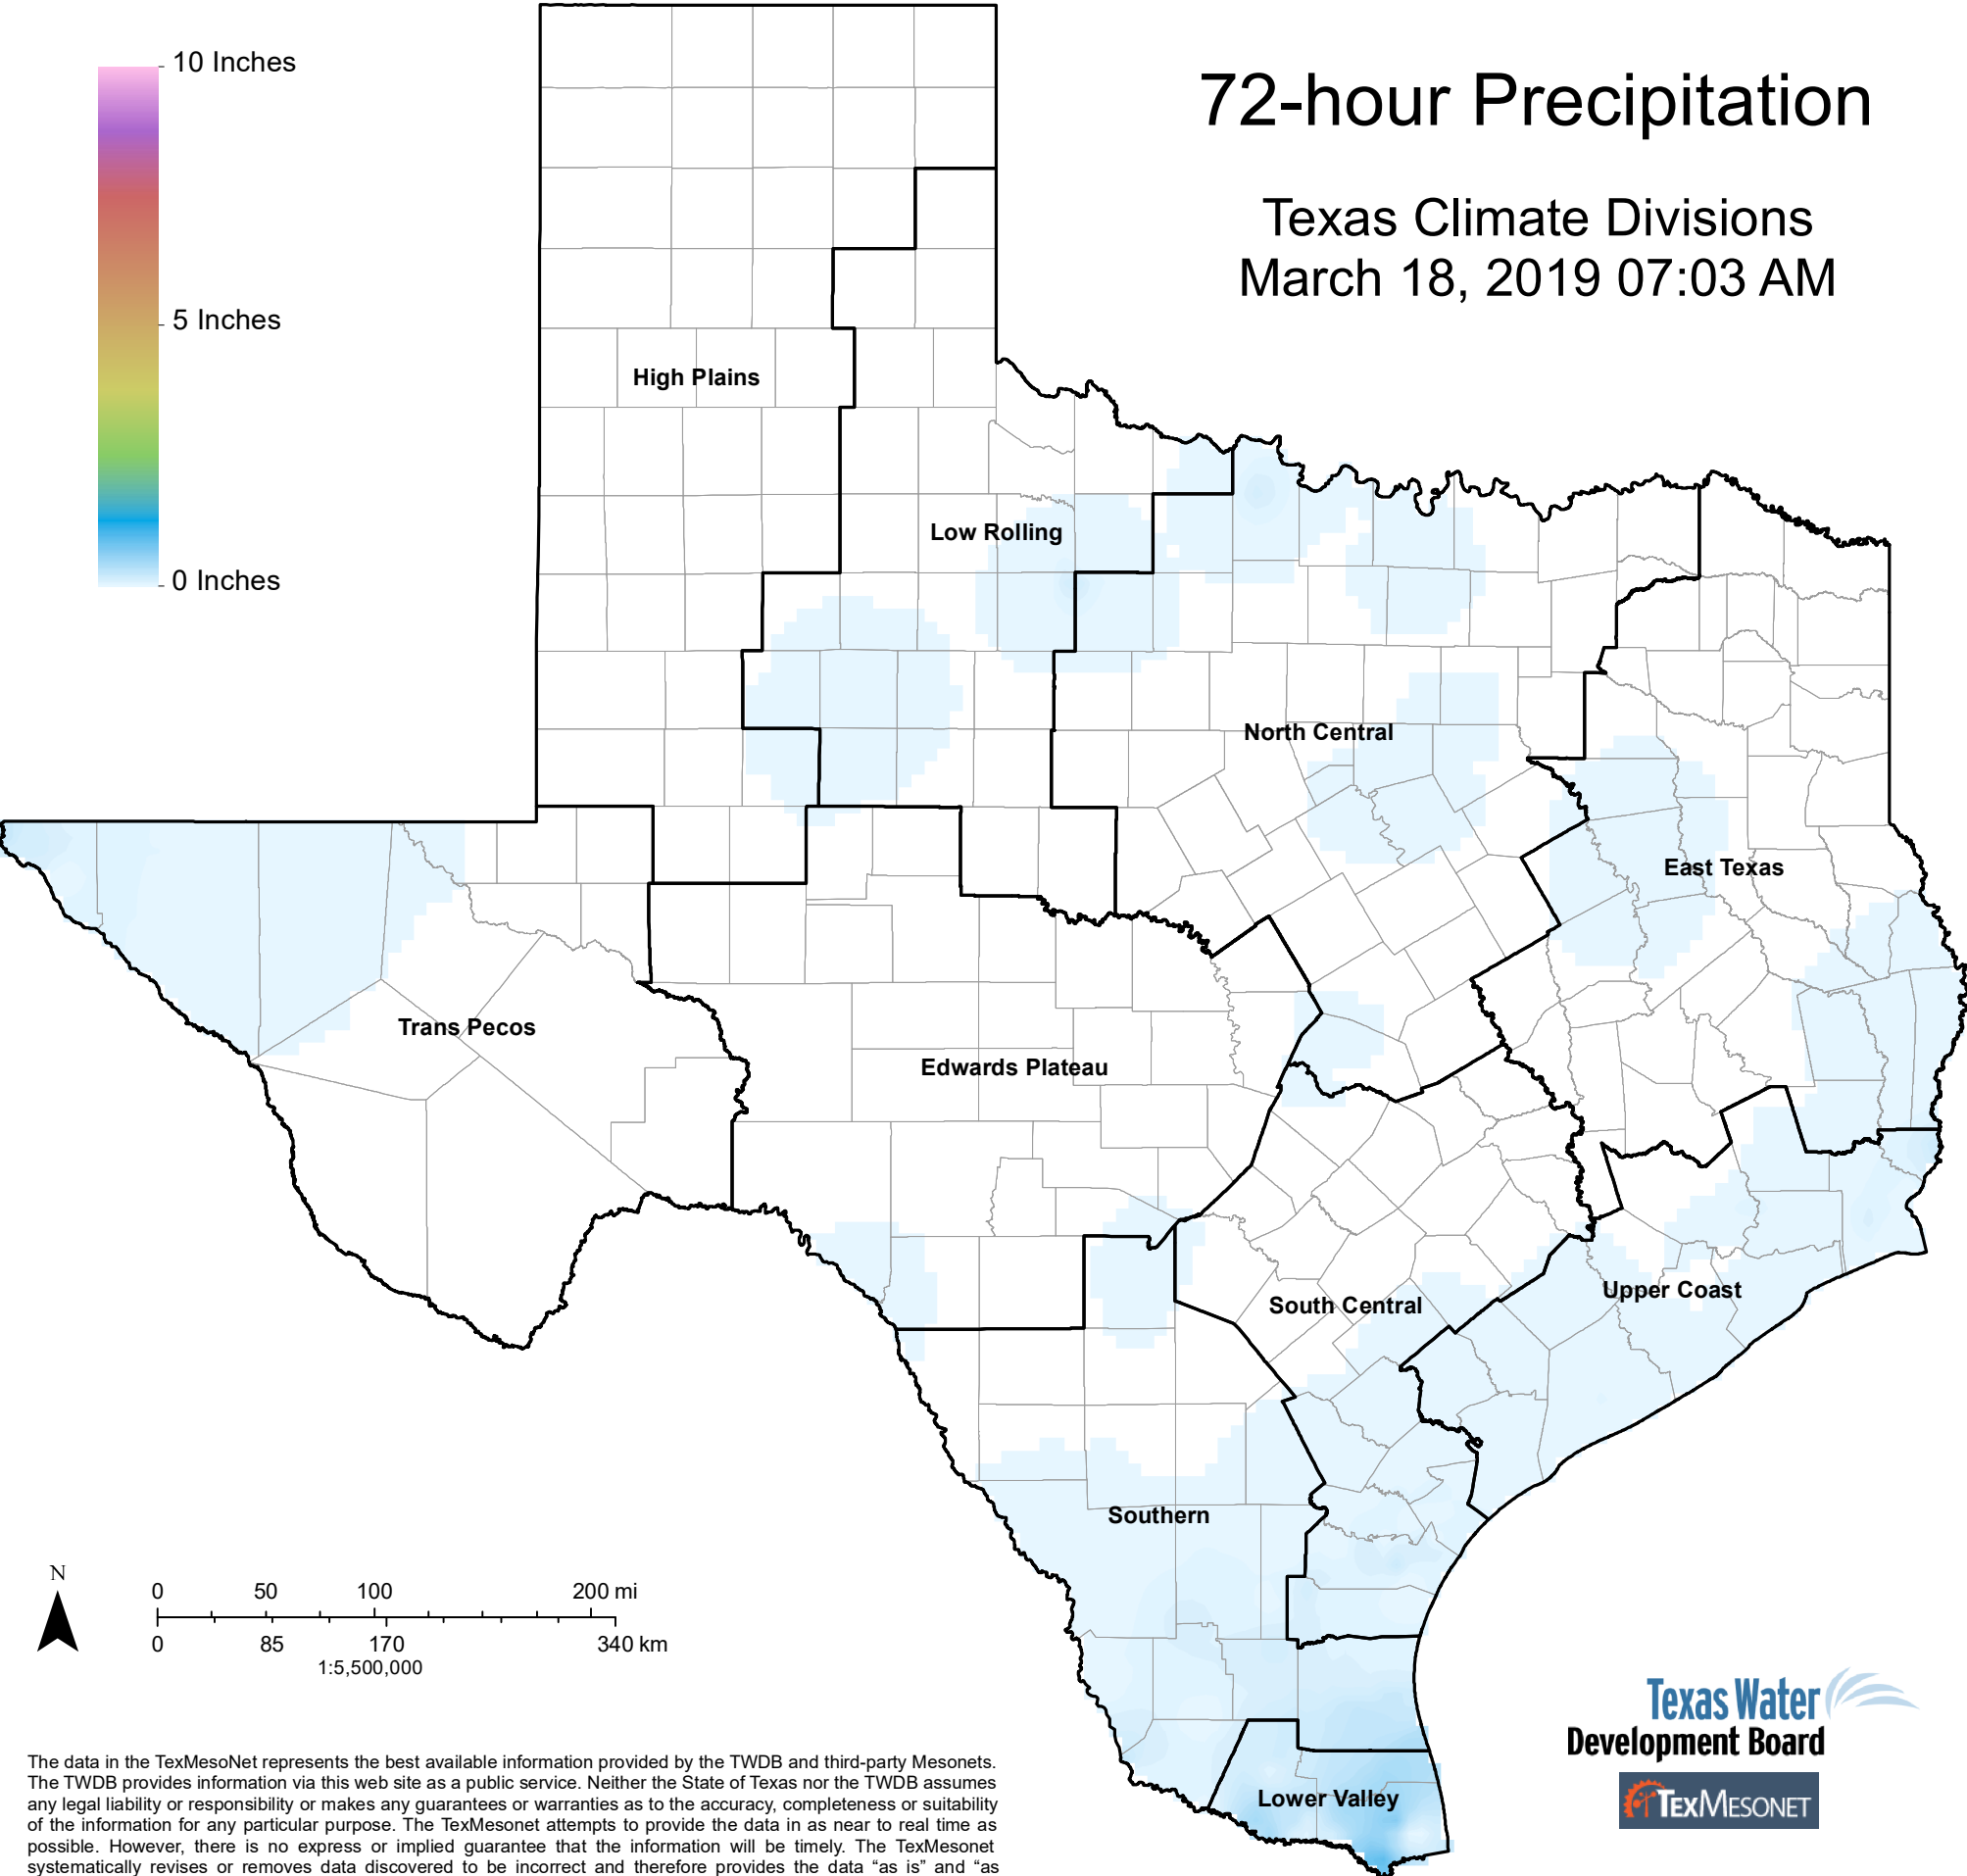 72-hour Precipitation
Texas Climate Divisions
March 18, 2019 07:03 AM
10 Inches
5 Inches
0 Inches
High Plains
Low Rolling
North Central
East Texas
Trans Pecos
Edwards Plateau
South Central
Upper Coast
Southern
Lower Valley
N
0 50 100 200 mi
0 85 170 340 km
1:5,500,000
The data in the TexMesoNet represents the best available information provided by the TWDB and third-party Mesonets.
The TWDB provides information via this web site as a public service. Neither the State of Texas nor the TWDB assumes
any legal liability or responsibility or makes any guarantees or warranties as to the accuracy, completeness or suitability
of the information for any particular purpose. The TexMesonet attempts to provide the data in as near to real time as
possible. However, there is no express or implied guarantee that the information will be timely. The TexMesonet
systematically revises or removes data discovered to be incorrect and therefore provides the data “as is” and “as
Texas Water
Development Board
TEXMESONET